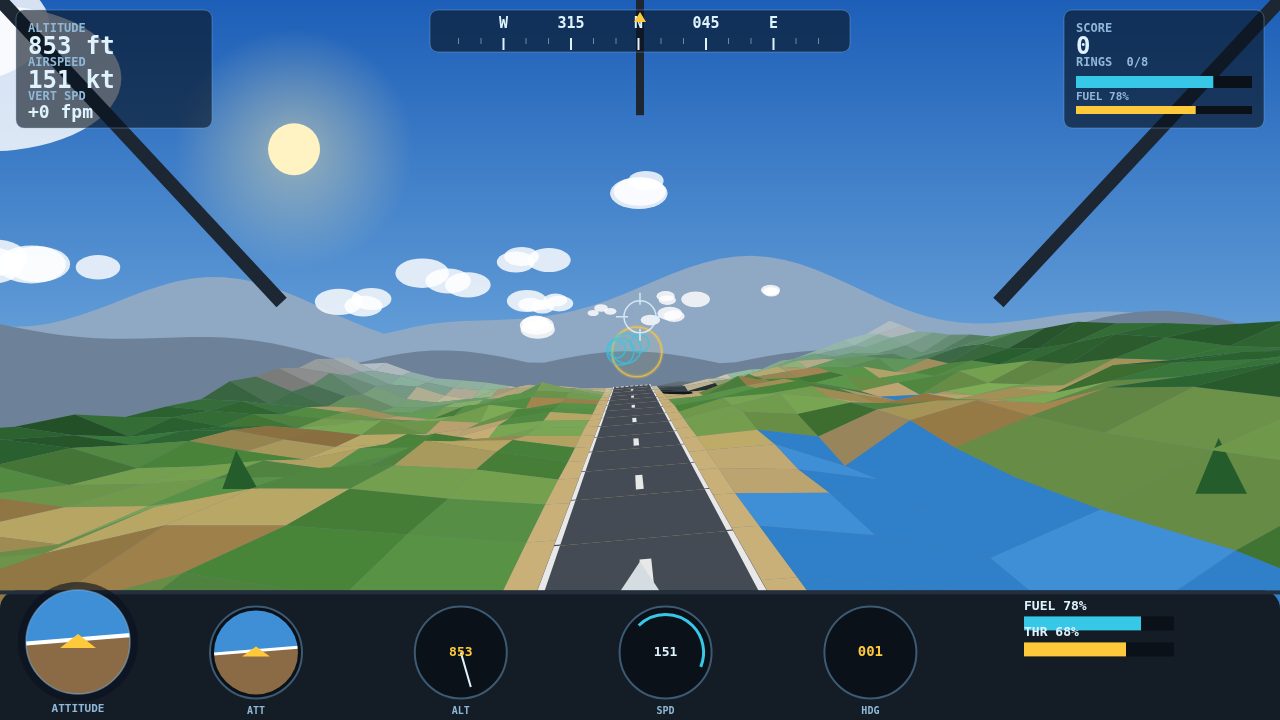 ALTITUDE
853 ft
AIRSPEED
151 kt
VERT SPD
+0 fpm
W 315 N 045 E
SCORE
0
RINGS 0/8
FUEL 78%
853
151
001
ATTITUDE
ATT
ALT
SPD
HDG
FUEL 78%
THR 68%